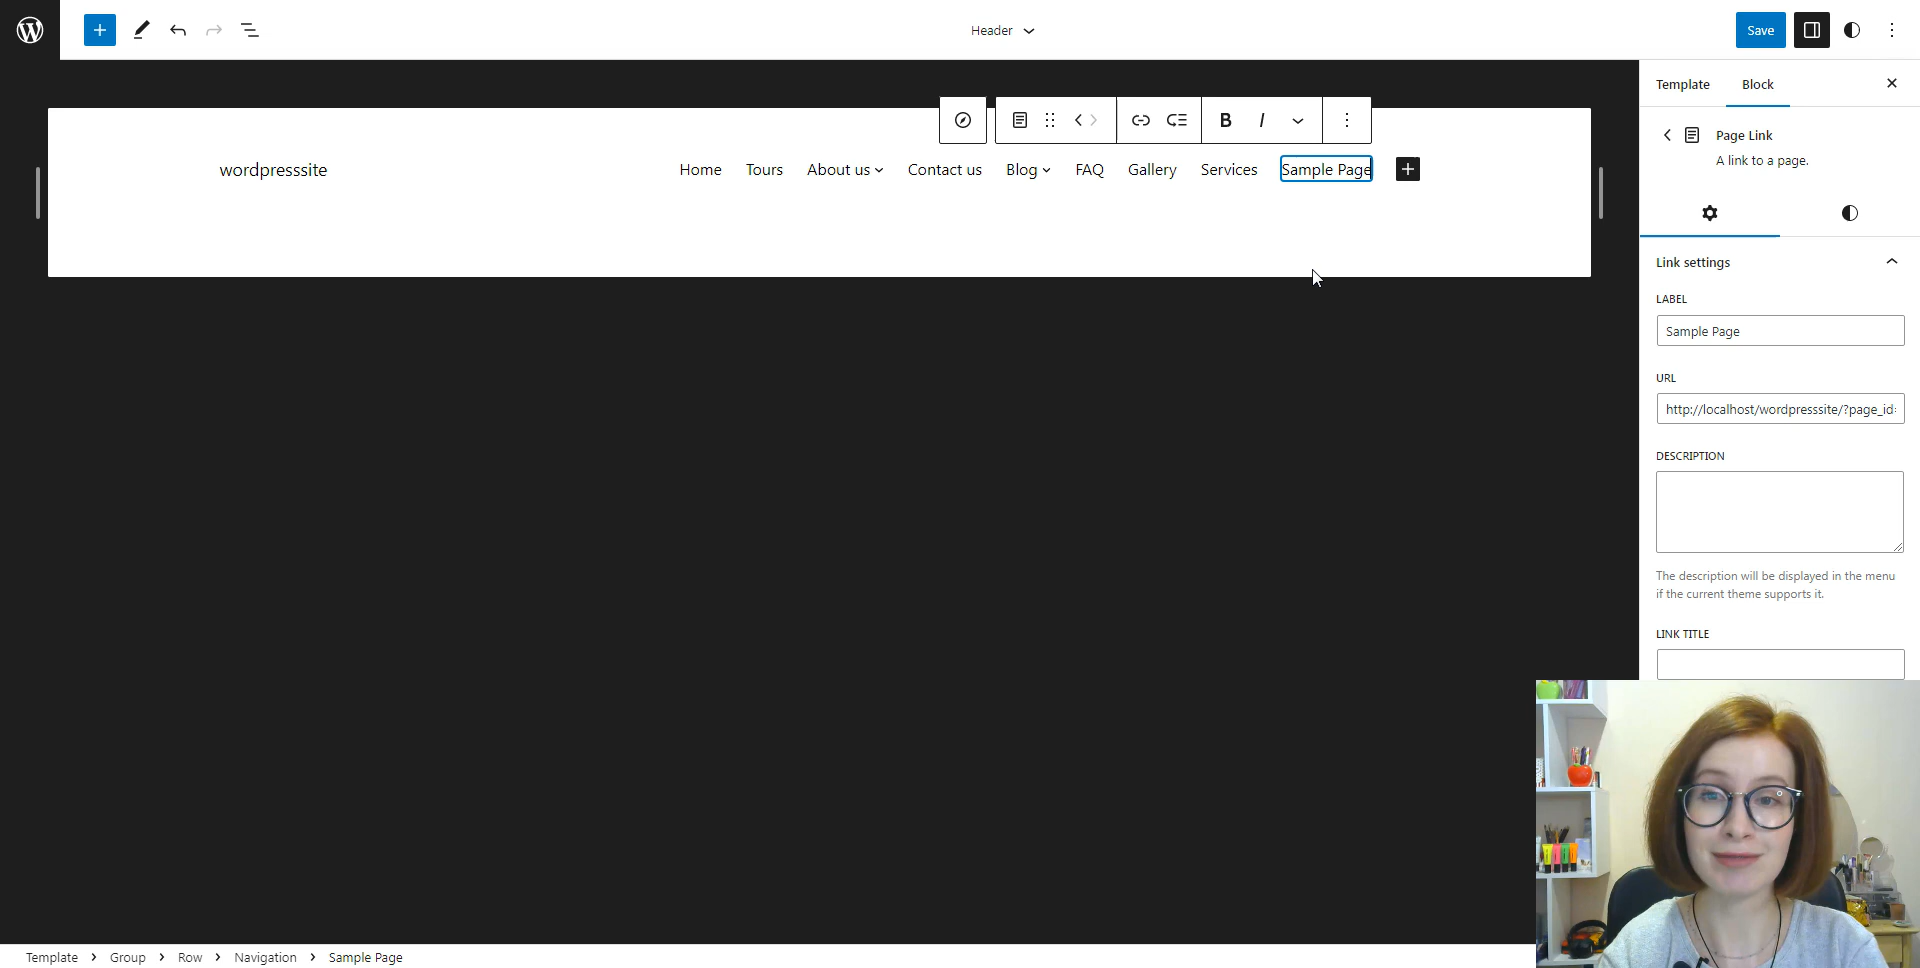 Header
Save
Template Block
Page Link
A link to a page.
B I
wordpresssite Home Tours About us Contact us Blog FAQ Gallery Services Sample Page
Link settings
LABEL
Sample Page
URL
http://localhost/wordpresssite/?page_id=
DESCRIPTION
The description will be displayed in the menu
if the current theme supports it.
LINK TITLE
Template > Group > Row > Navigation > Sample Page